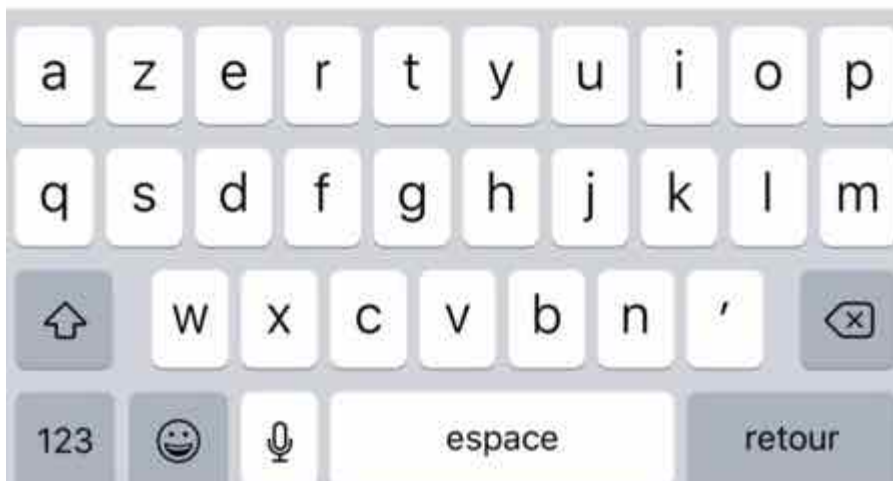 a z e r t y u i o p
q s d f g h j k l m
w x c v b n ′
123 espace retour